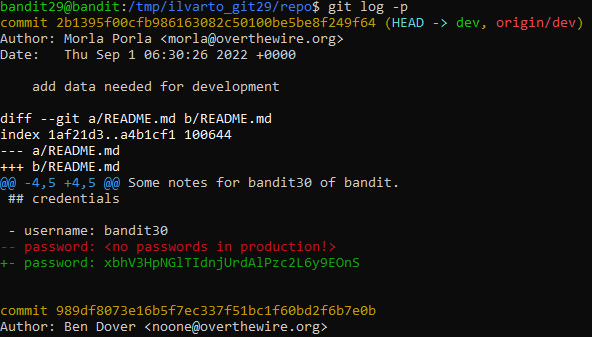 bandit29@bandit:/tmp/ilvarto_git29/repo$ git log -p
commit 2b1395f00cfb986163082c50100be5be8f249f64 (HEAD -> dev, origin/dev)
Author: Morla Porla <morla@overthewire.org>
Date:   Thu Sep 1 06:30:26 2022 +0000
    add data needed for development
diff --git a/README.md b/README.md
index 1af21d3..a4b1cf1 100644
--- a/README.md
+++ b/README.md
@@ -4,5 +4,5 @@ Some notes for bandit30 of bandit.
 ## credentials
 - username: bandit30
-- password: <no passwords in production!>
+- password: xbhV3HpNGlTIdnjUrdAlPzc2L6y9EOnS
commit 989df8073e16b5f7ec337f51bc1f60bd2f6b7e0b
Author: Ben Dover <noone@overthewire.org>